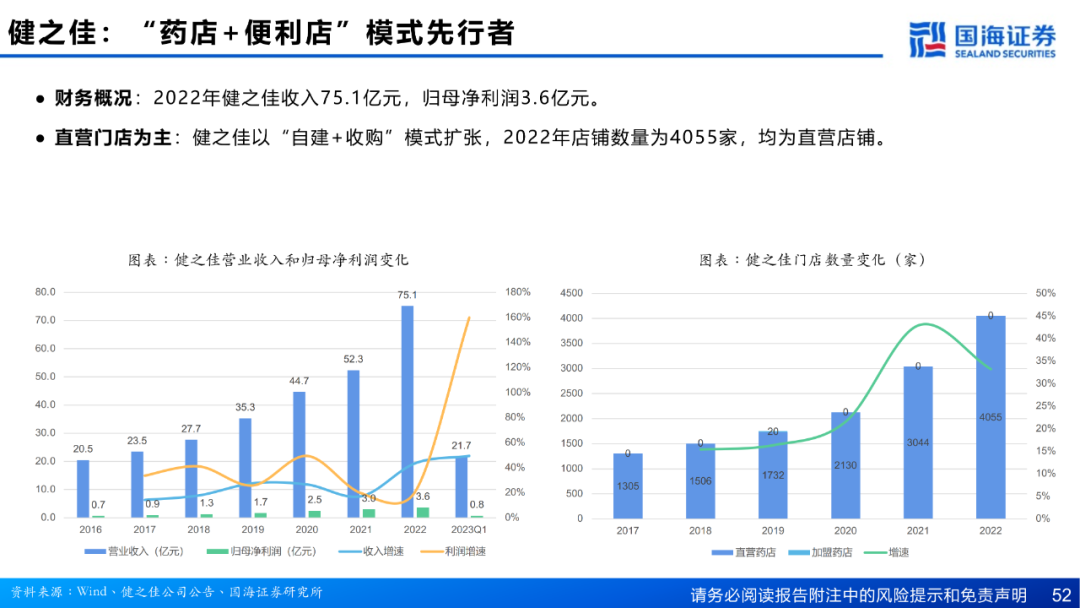 健之佳：“药店+便利店”模式先行者
国海证券
SEALAND SECURITIES
● 财务概况：2022年健之佳收入75.1亿元，归母净利润3.6亿元。
● 直营门店为主：健之佳以“自建+收购”模式扩张，2022年店铺数量为4055家，均为直营店铺。
图表：健之佳营业收入和归母净利润变化
80.0
70.0
60.0
50.0
40.0
30.0
20.0
10.0
0.0
180%
160%
140%
120%
100%
80%
60%
40%
20%
0%
20.5 23.5 27.7 35.3 44.7 52.3 75.1 21.7
0.7 0.9 1.3 1.7 2.5 3.0 3.6 0.8
2016 2017 2018 2019 2020 2021 2022 2023Q1
营业收入（亿元） 归母净利润（亿元） 收入增速 利润增速
图表：健之佳门店数量变化（家）
4500
4000
3500
3000
2500
2000
1500
1000
500
0
50%
45%
40%
35%
30%
25%
20%
15%
10%
5%
0%
0 0 20 0 0 0
1305 1506 1732 2130 3044 4055
2017 2018 2019 2020 2021 2022
直营药店 加盟药店 增速
资料来源：Wind、健之佳公司公告、国海证券研究所
请务必阅读报告附注中的风险提示和免责声明 52